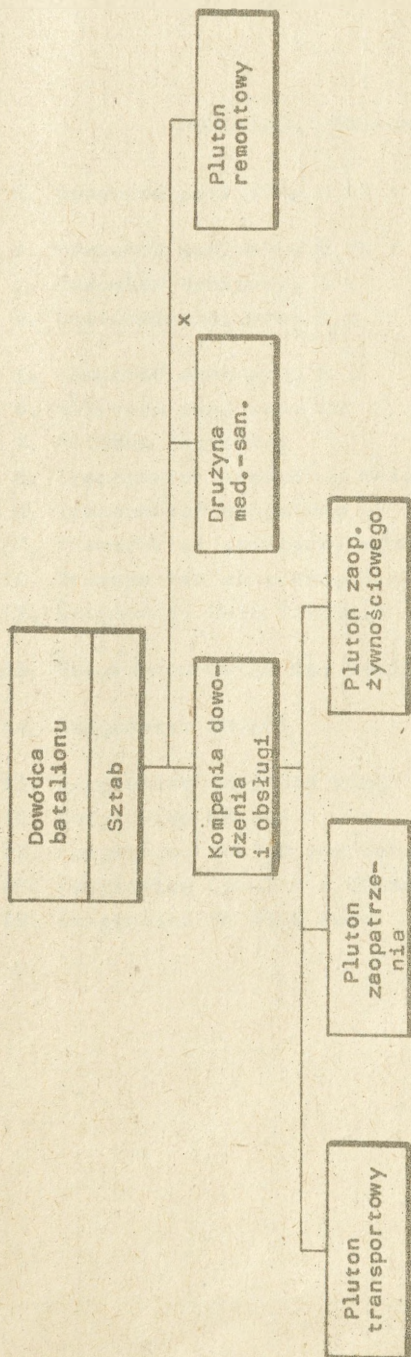 Dowódca
batalionu
Sztab
Kompania dowo-
dzenia
i obsługi
Drużyna
med.-san.
x
Pluton
remontowy
Pluton
transportowy
Pluton
zaopatrze-
nia
Pluton zaop.
żywnościowego